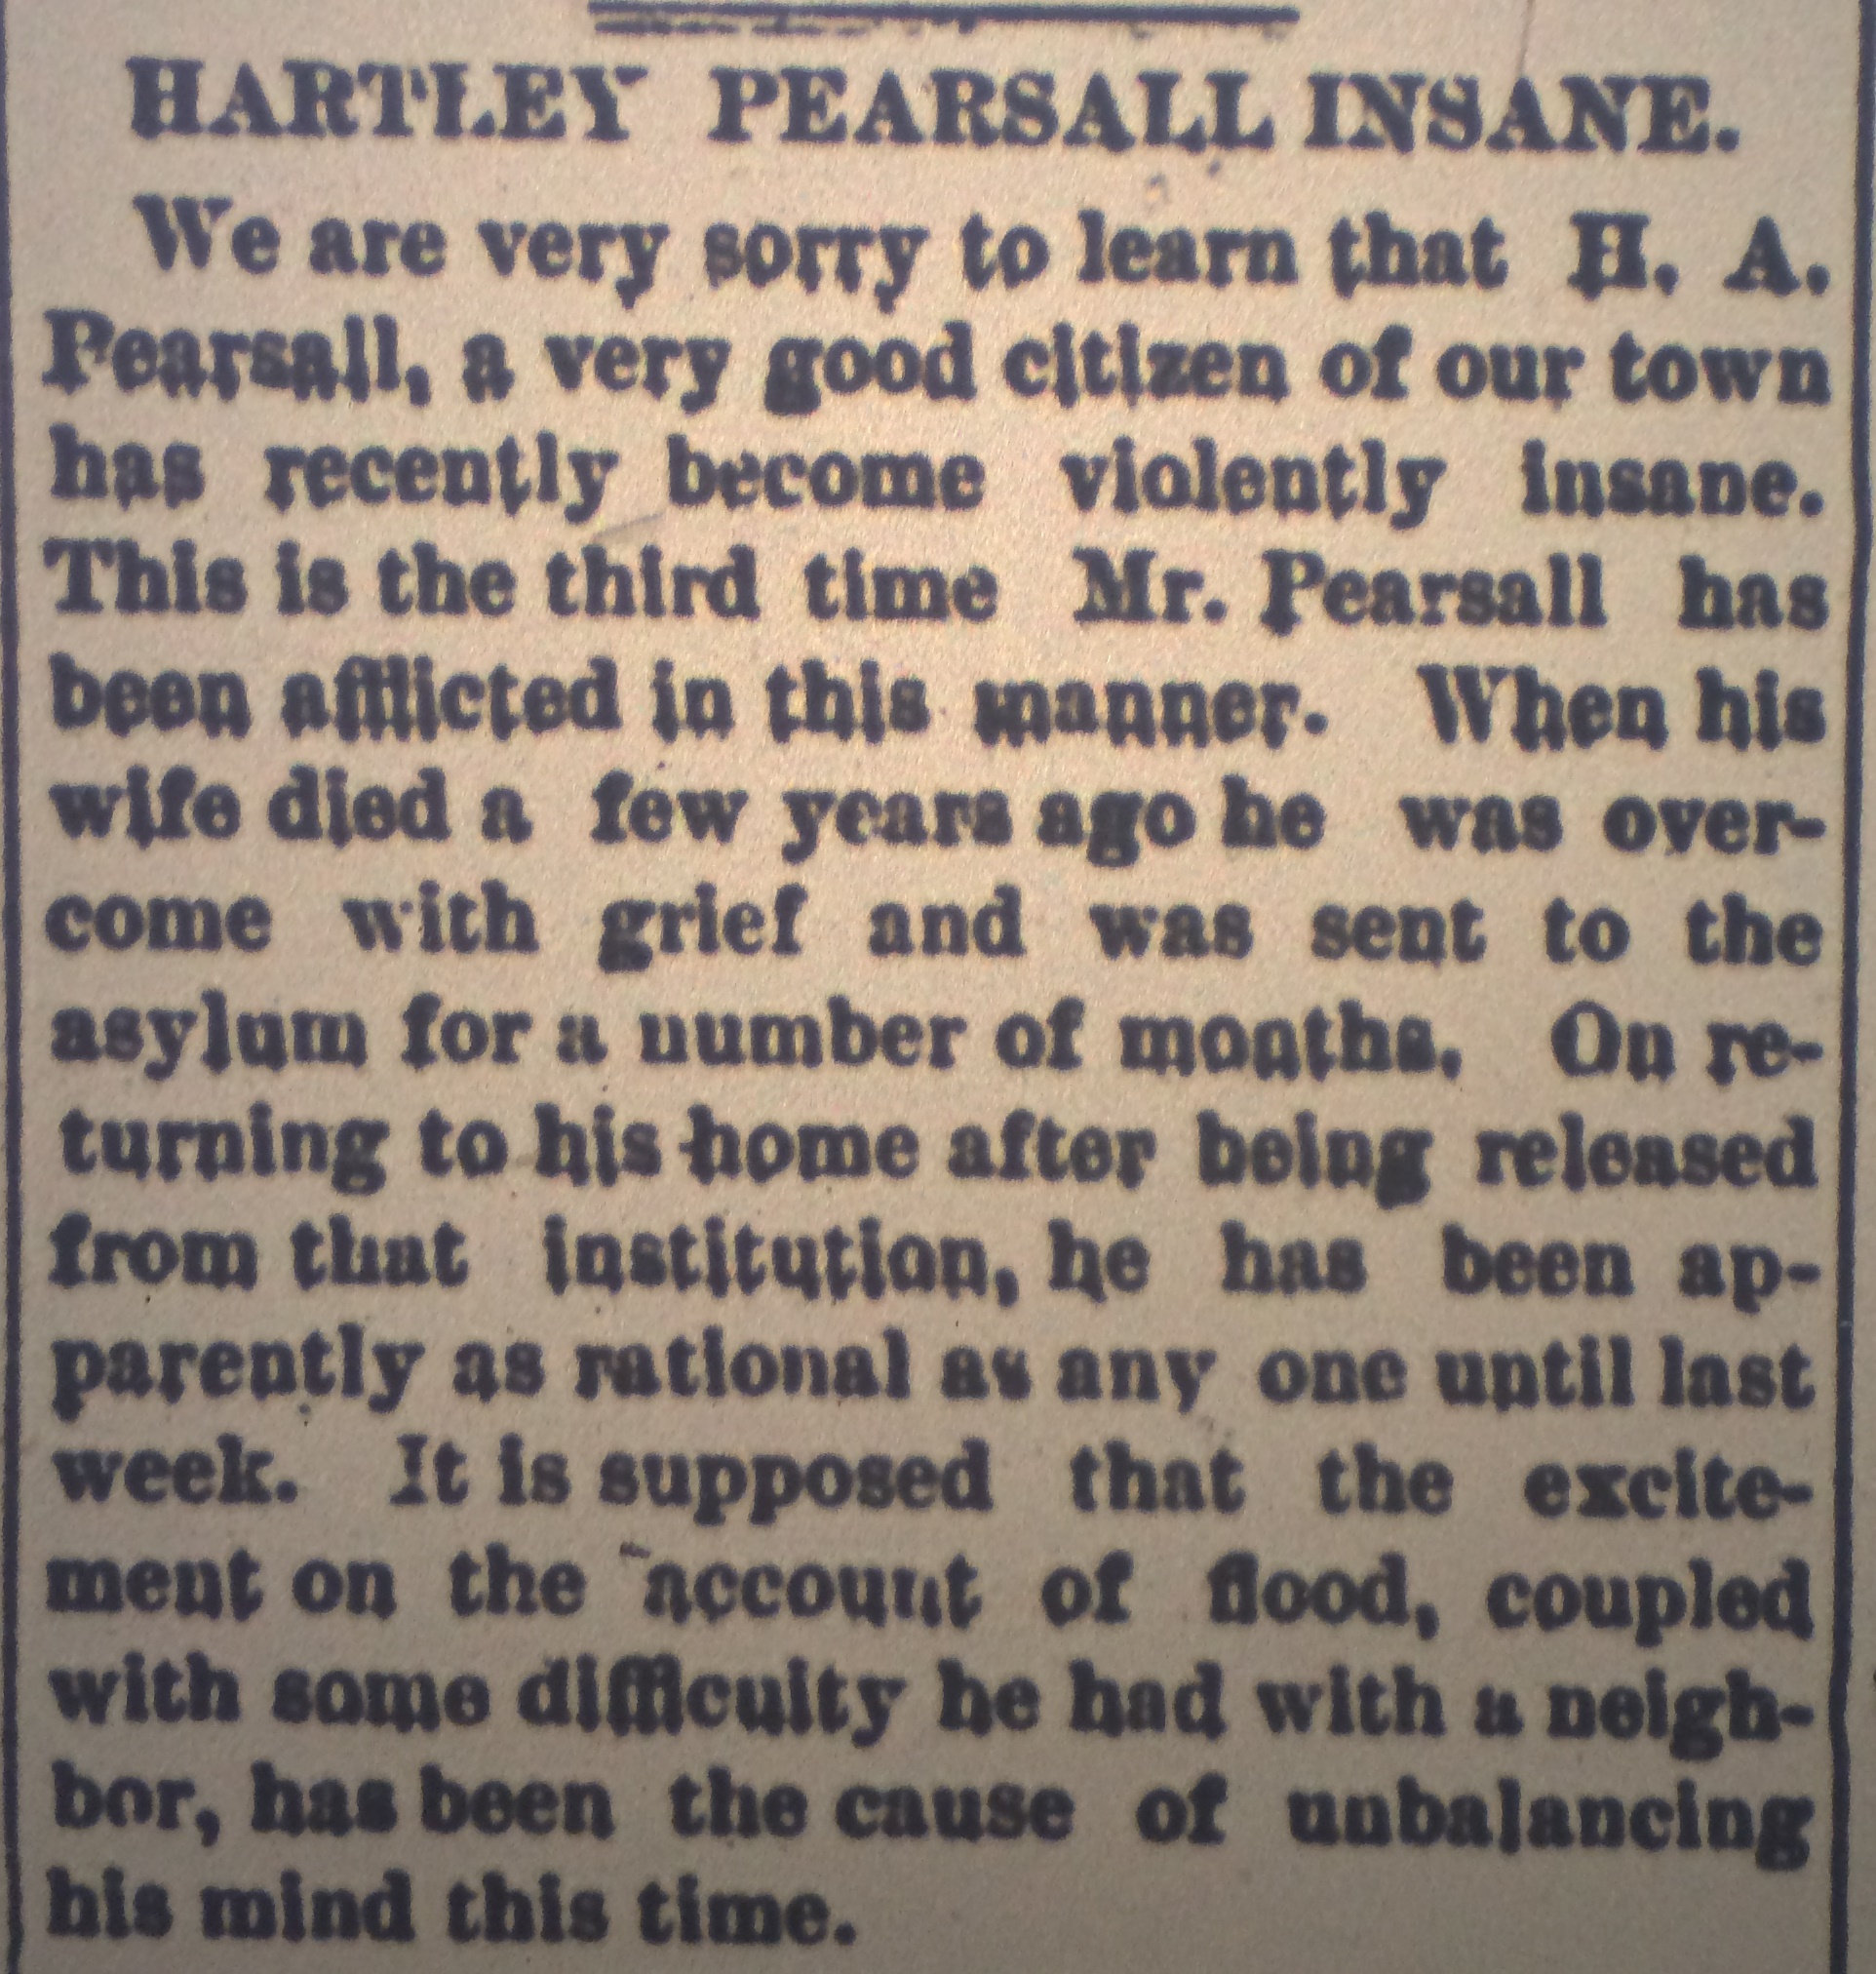 HARTLEY PEARSALL INSANE.
We are very sorry to learn that H. A.
Pearsall, a very good citizen of our town
has recently become violently insane.
This is the third time Mr. Pearsall has
been afflicted in this manner. When his
wife died a few years ago he was over-
come with grief and was sent to the
asylum for a number of months. On re-
turning to his home after being released
from that institution, he has been ap-
parently as rational as any one until last
week. It is supposed that the excite-
ment on the account of flood, coupled
with some difficulty he had with a neigh-
bor, has been the cause of unbalancing
his mind this time.